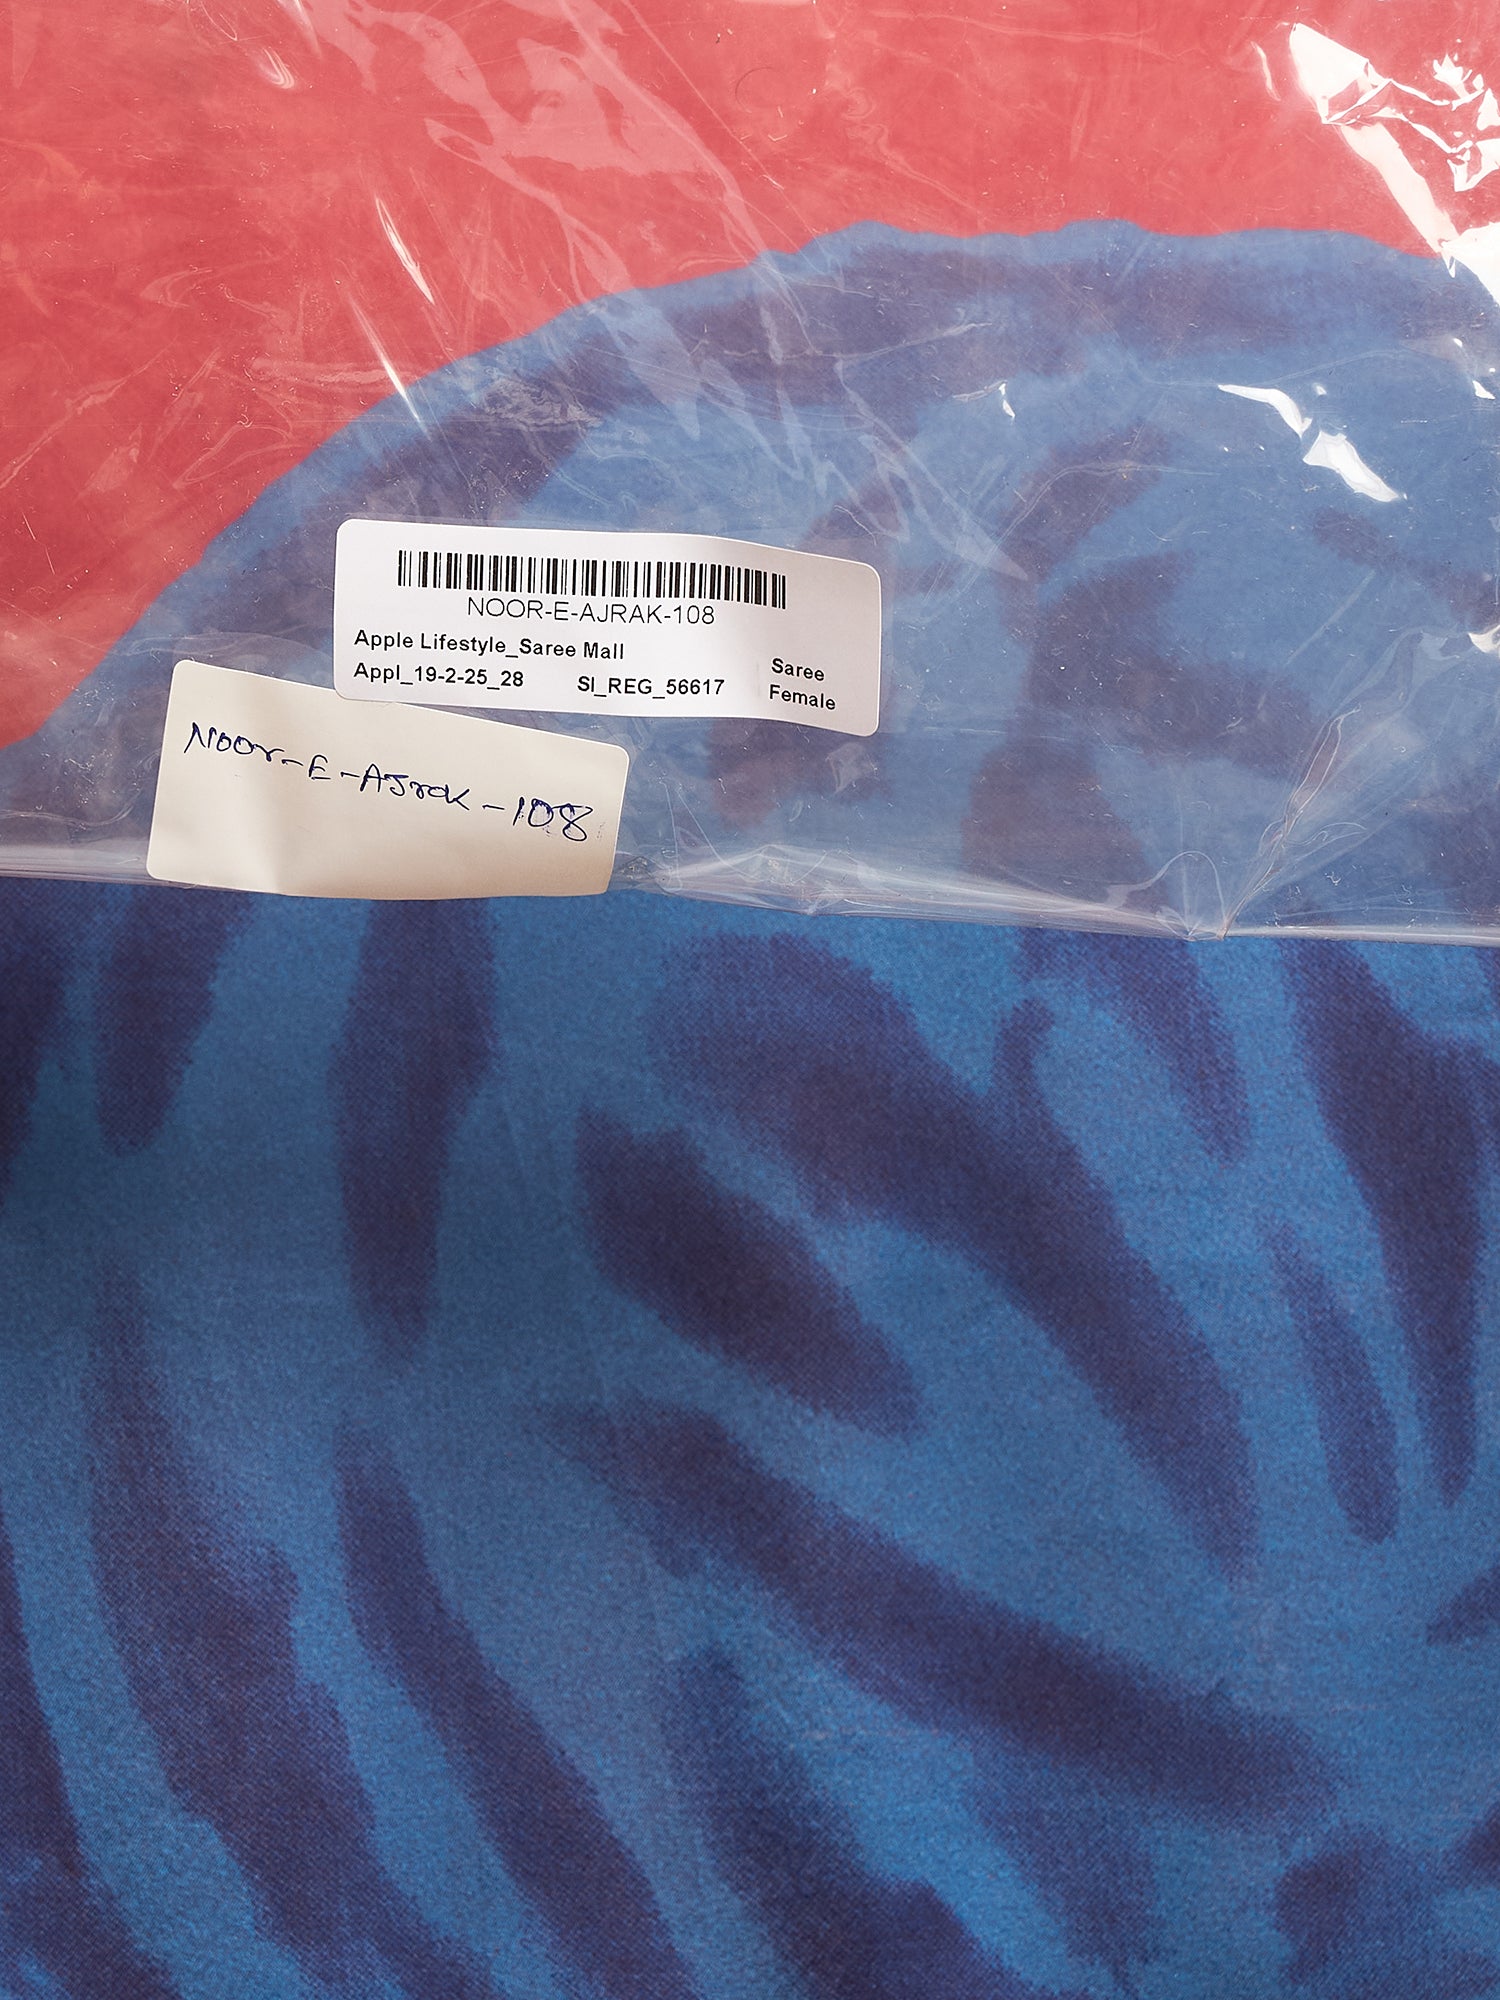 NOOR-E-AJRAK-108
Apple Lifestyle_Saree Mall
Appl_19-2-25_28 SI_REG_56617
Saree
Female
Noor-E-AJrak-108